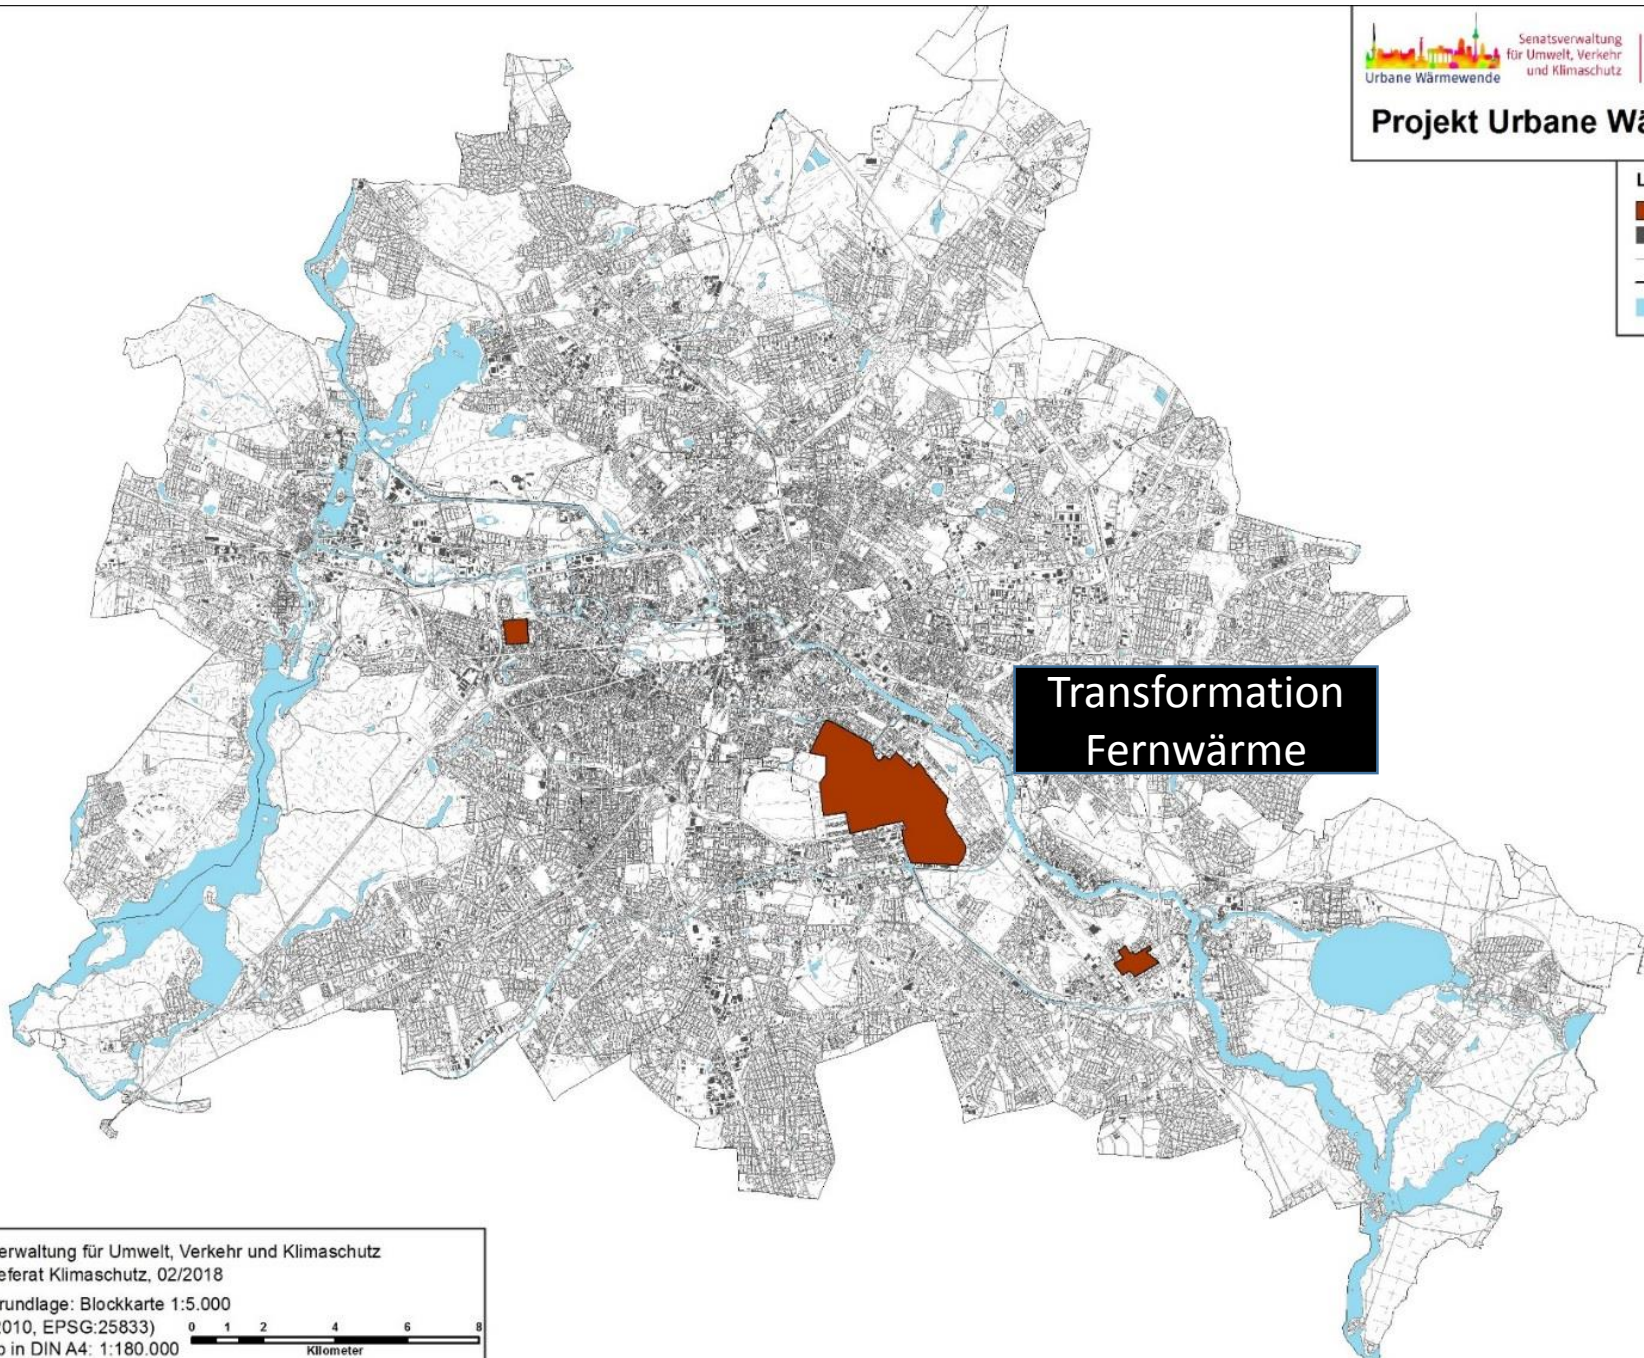 Senatsverwaltung
für Umwelt, Verkehr
und Klimaschutz
Urbane Wärmewende
Projekt Urbane Wä
L
Transformation
Fernwärme
erwaltung für Umwelt, Verkehr und Klimaschutz
eferat Klimaschutz, 02/2018
rundlage: Blockkarte 1:5.000
2010, EPSG:25833)
0 1 2 4 6 8
b in DIN A4: 1:180.000
Kilometer